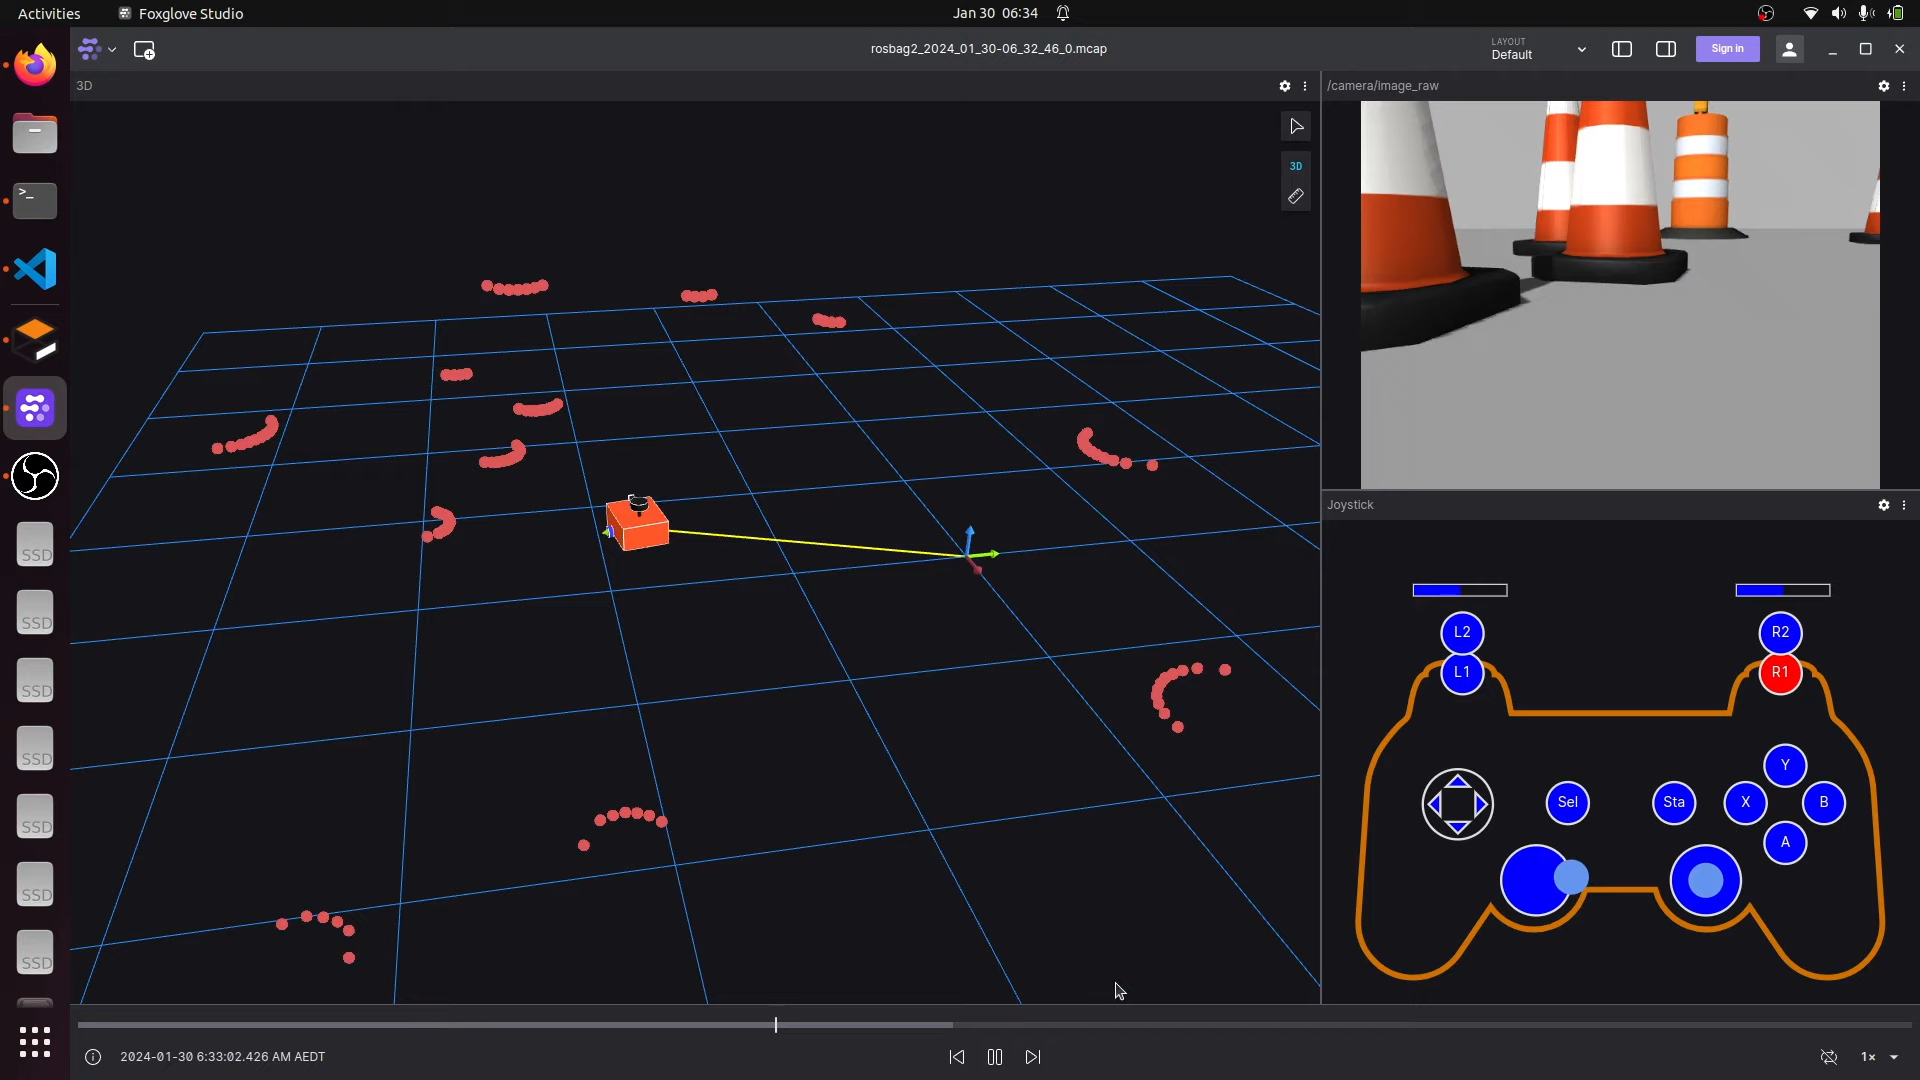 Activities Foxglove Studio Jan 30 06:34
rosbag2_2024_01_30-06_32_46_0.mcap LAYOUT
Default Sign in
3D
/camera/image_raw
3D
Joystick
L2 R2
L1 R1
Y
Sel Sta X B
A
SSD
SSD
SSD
SSD
SSD
SSD
SSD
2024-01-30 6:33:02.426 AM AEDT 1×